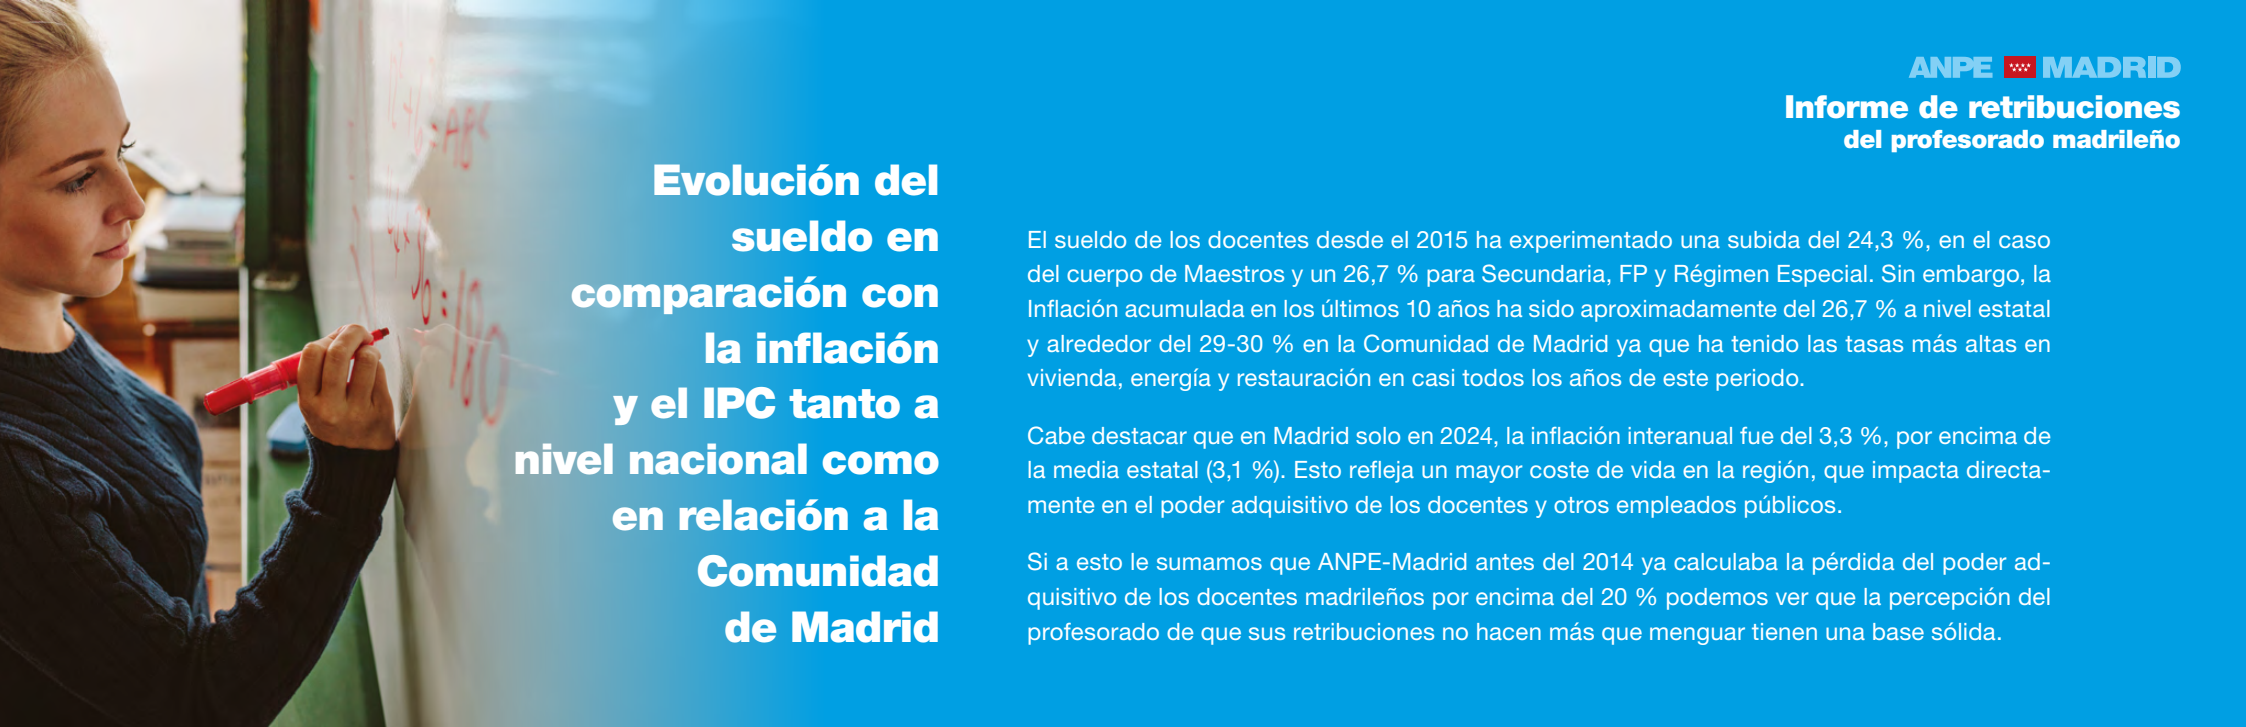 ANPE MADRID
Informe de retribuciones
del profesorado madrileño
Evolución del
sueldo en
comparación con
la inflación
y el IPC tanto a
nivel nacional como
en relación a la
Comunidad
de Madrid
El sueldo de los docentes desde el 2015 ha experimentado una subida del 24,3 %, en el caso
del cuerpo de Maestros y un 26,7 % para Secundaria, FP y Régimen Especial. Sin embargo, la
Inflación acumulada en los últimos 10 años ha sido aproximadamente del 26,7 % a nivel estatal
y alrededor del 29-30 % en la Comunidad de Madrid ya que ha tenido las tasas más altas en
vivienda, energía y restauración en casi todos los años de este periodo.
Cabe destacar que en Madrid solo en 2024, la inflación interanual fue del 3,3 %, por encima de
la media estatal (3,1 %). Esto refleja un mayor coste de vida en la región, que impacta directa-
mente en el poder adquisitivo de los docentes y otros empleados públicos.
Si a esto le sumamos que ANPE-Madrid antes del 2014 ya calculaba la pérdida del poder ad-
quisitivo de los docentes madrileños por encima del 20 % podemos ver que la percepción del
profesorado de que sus retribuciones no hacen más que menguar tienen una base sólida.